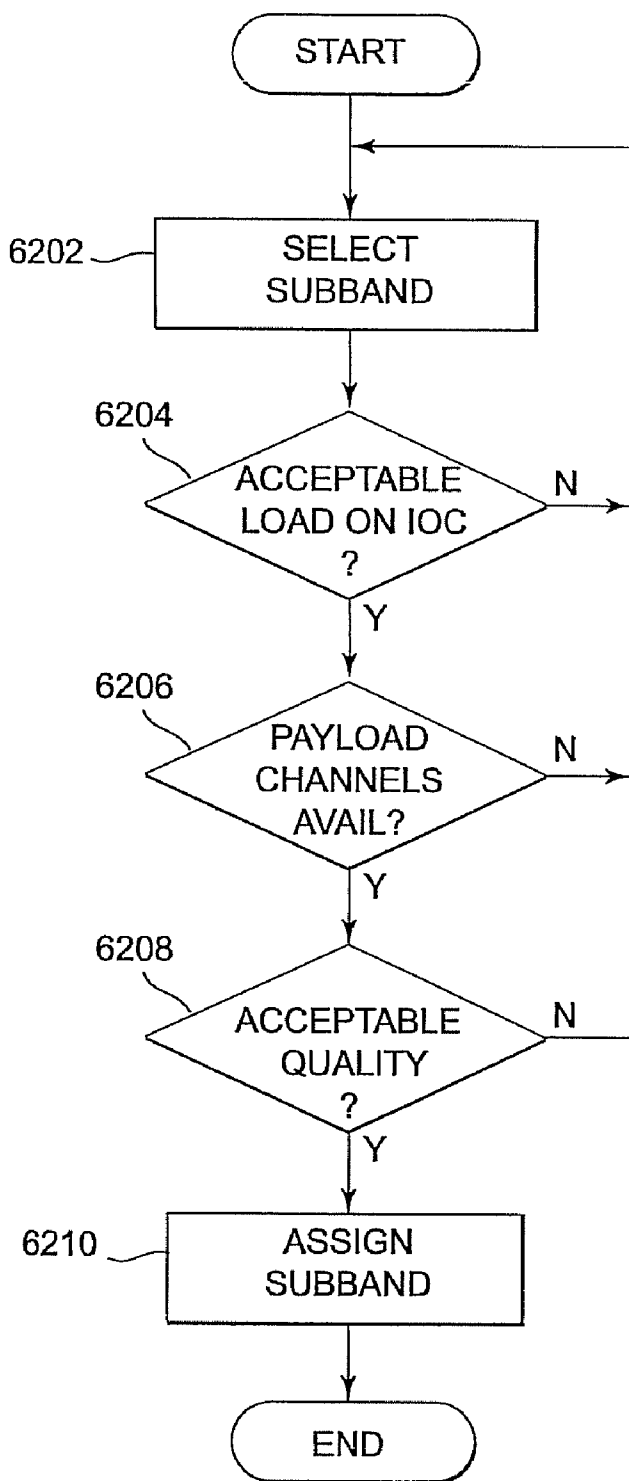 START
6202
SELECT
SUBBAND
6204
ACCEPTABLE
LOAD ON IOC
?
N
Y
6206
PAYLOAD
CHANNELS
AVAIL?
N
Y
6208
ACCEPTABLE
QUALITY
?
N
Y
6210
ASSIGN
SUBBAND
END